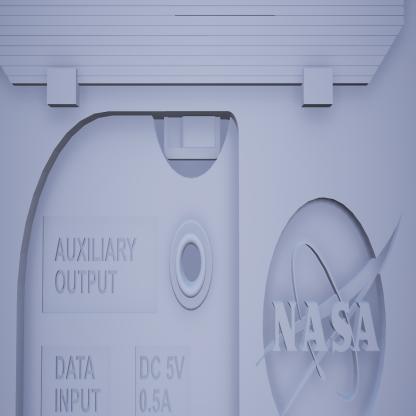 AUXILIARY
OUTPUT
NASA
DATA
INPUT
DC 5V
0.5A